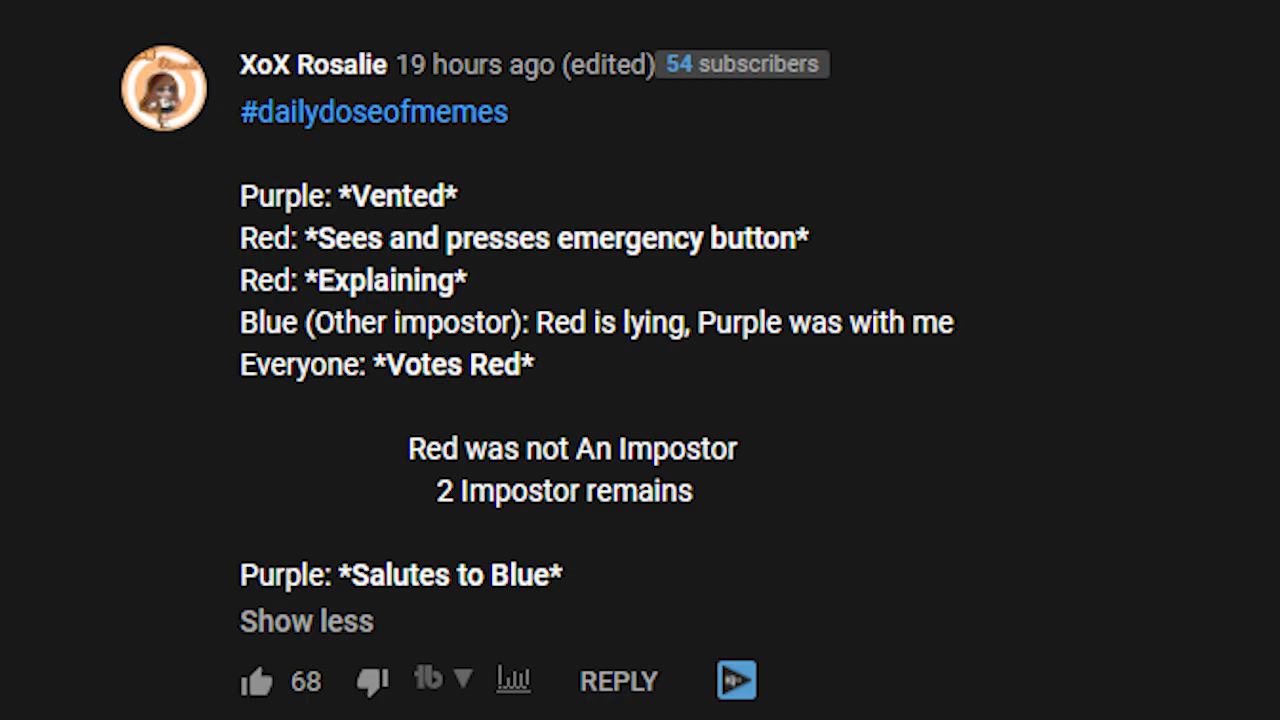 XoX Rosalie 19 hours ago (edited) 54 subscribers
#dailydoseofmemes
Purple: *Vented*
Red: *Sees and presses emergency button*
Red: *Explaining*
Blue (Other impostor): Red is lying, Purple was with me
Everyone: *Votes Red*
Red was not An Impostor
2 Impostor remains
Purple: *Salutes to Blue*
Show less
68 REPLY